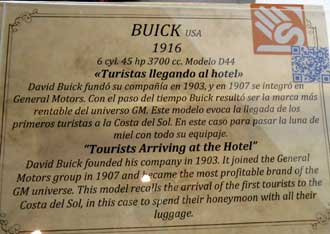 BUICK USA
1916
6 cyl. 45 hp 3700 cc. Modelo D44
«Turistas llegando al hotel»
David Buick fundó su compañía en 1903, y en 1907 se integró en
General Motors. Con el paso del tiempo Buick resultó ser la marca más
rentable del universo GM. Este modelo evoca la llegada de los
primeros turistas a la Costa del Sol. En este caso para pasar la luna de
miel con todo su equipaje.
“Tourists Arriving at the Hotel”
David Buick founded his company in 1903. It joined the General
Motors group in 1907 and became the most profitable brand of the
GM universe. This model recalls the arrival of the first tourists to the
Costa del Sol, in this case to spend their honeymoon with all their
luggage.